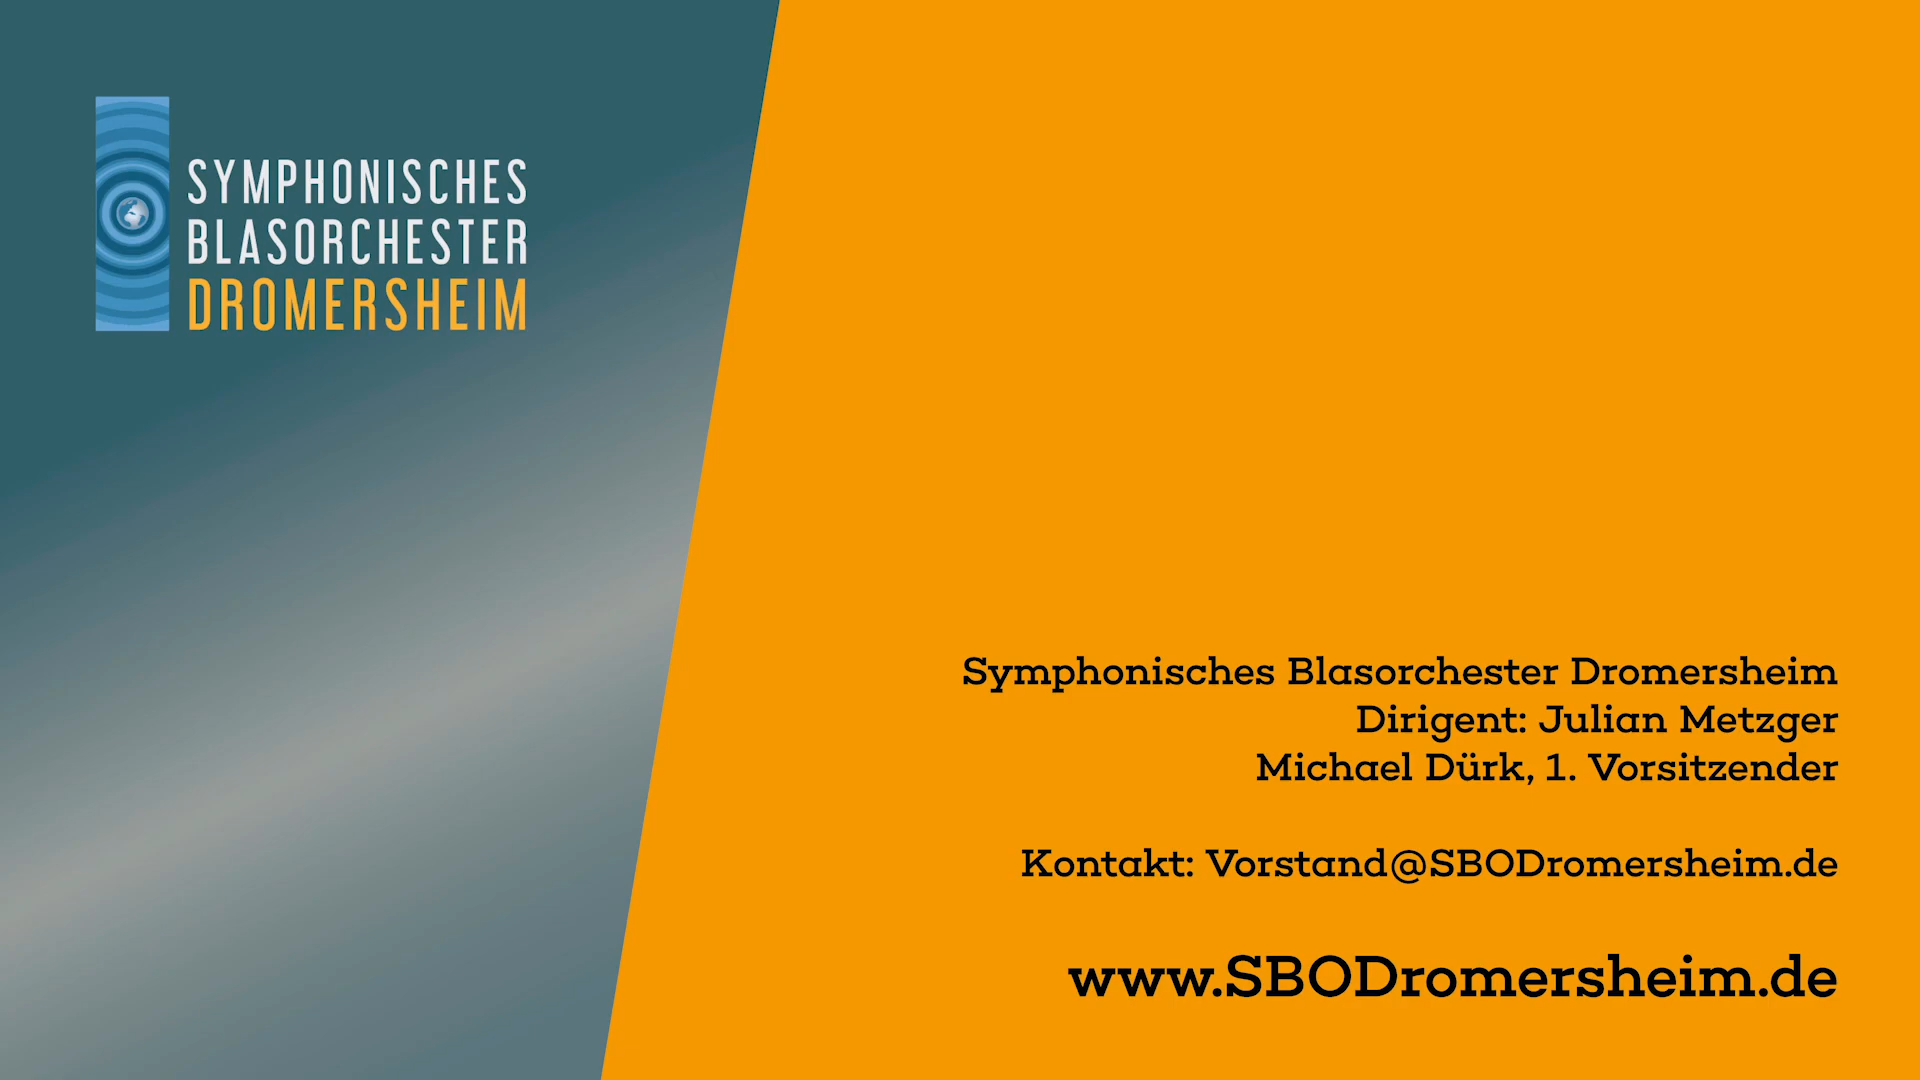 SYMPHONISCHES
BLASORCHESTER
DROMERSHEIM
Symphonisches Blasorchester Dromersheim
Dirigent: Julian Metzger
Michael Dürk, 1. Vorsitzender
Kontakt: Vorstand@SBODromersheim.de
www.SBODromersheim.de